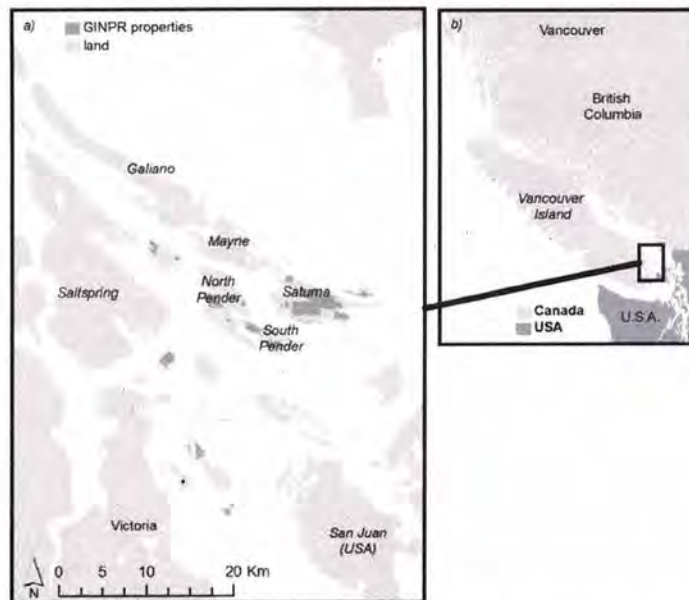 a)
GINPR properties
land
Galiano
Mayne
Saltspring
North
Pender
Saturna
South
Pender
Victoria
San Juan
(USA)
N
0 5 10 20 Km
b)
Vancouver
British
Columbia
Vancouver
Island
Canada
USA
U.S.A.